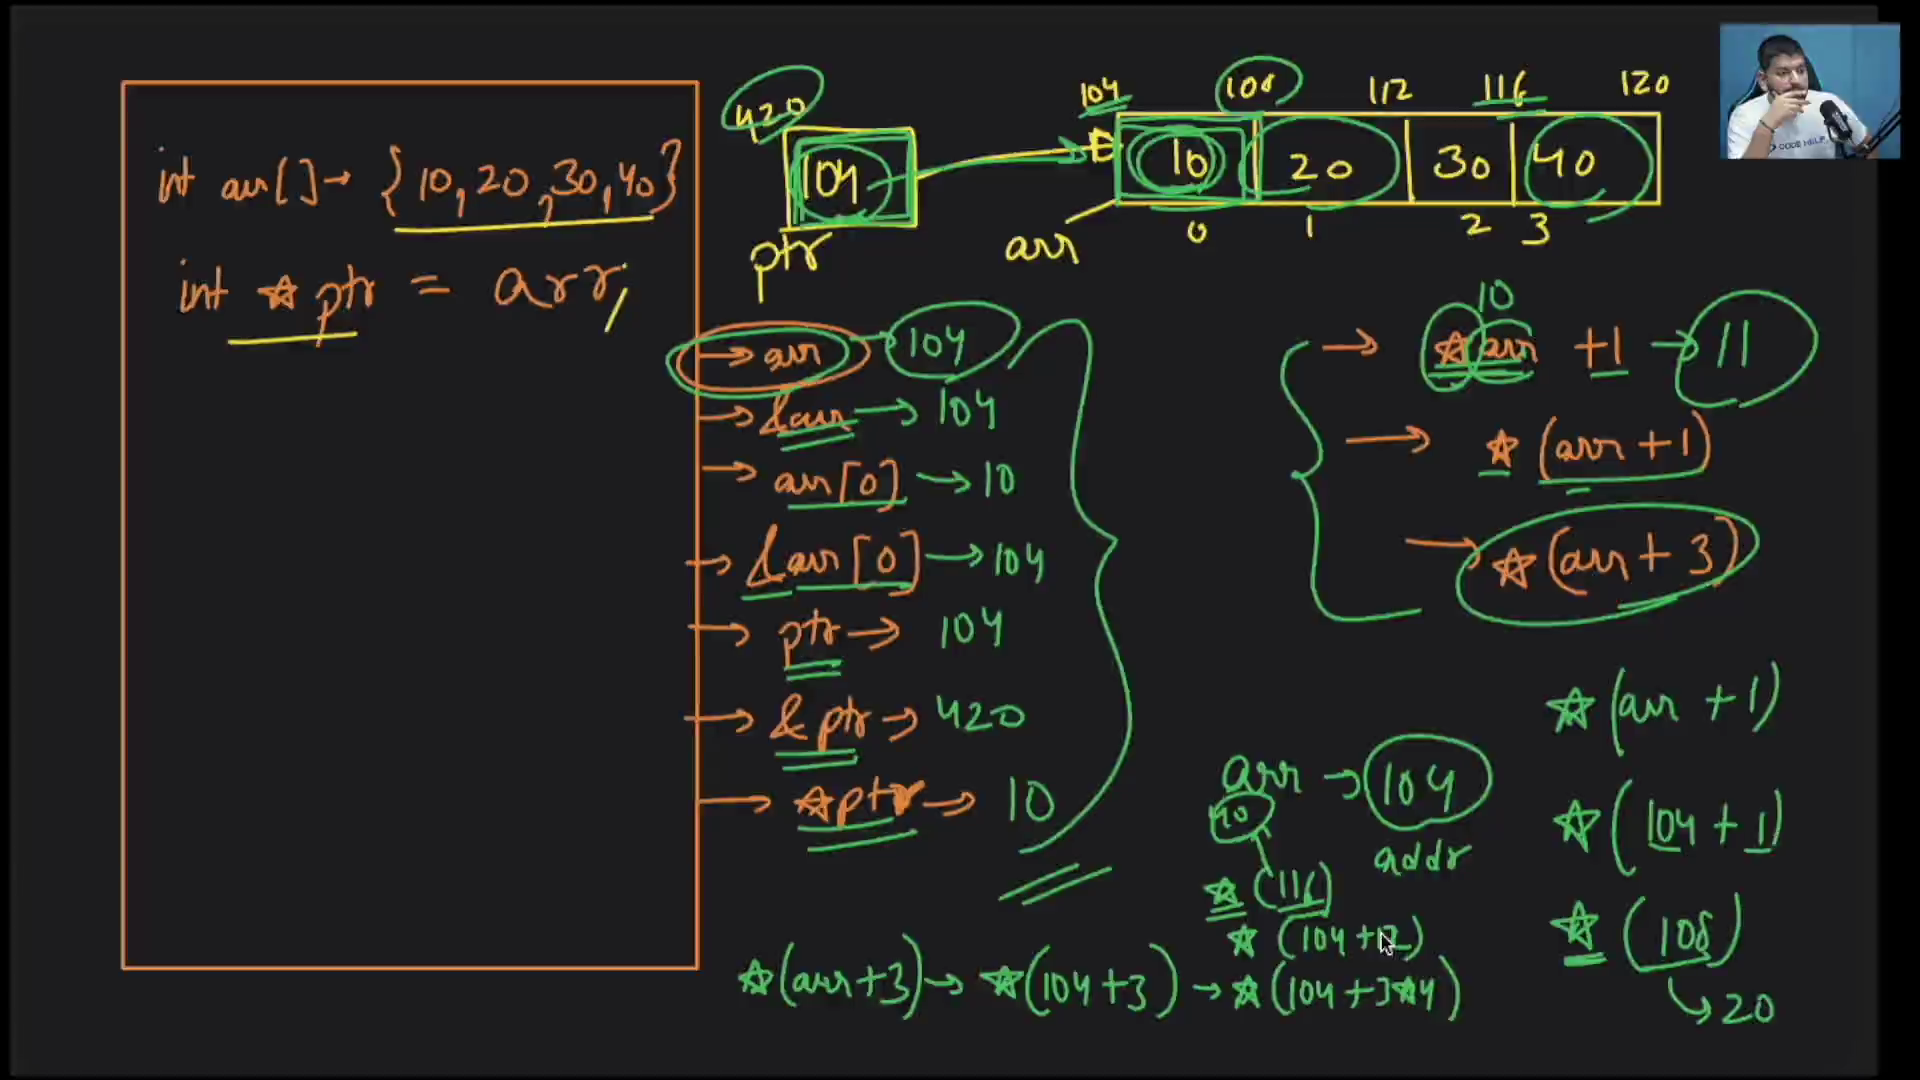 int arr[] → {10,20,30,40}
int *ptr = arr;
420
104
ptr
104 108 112 116 120
10 20 30 40
0 1 2 3
arr
→ arr → 104
→ &arr → 104
→ arr[0] → 10
→ &arr[0] → 104
→ ptr → 104
→ &ptr → 420
→ *ptr → 10
10
→ *arr +1 → 11
→ *(arr+1)
→ *(arr+3)
*(arr +1)
*(104+1)
*(108)
↳ 20
arr → 104
addr
40
*(116)
*(104+12)
*(arr+3) → *(104+3) → *(104+3*4)
CODE HELP